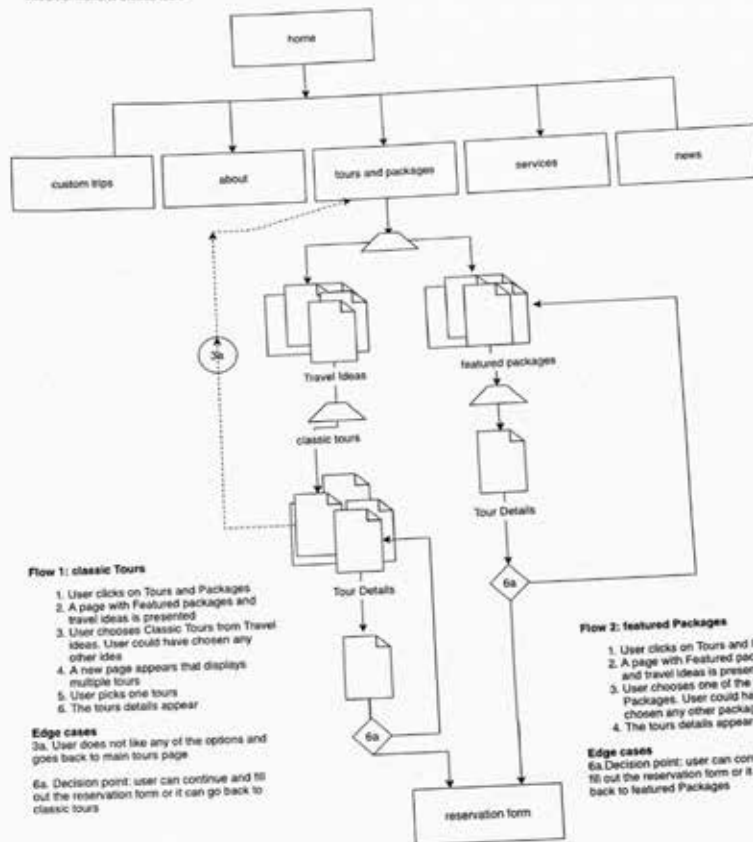 home
custom trips
about
tours and packages
services
news
3a
Travel Ideas
featured packages
classic tours
Tour Details
Tour Details
6a
Flow 1: classic Tours
1. User clicks on Tours and Packages
2. A page with Featured packages and
travel ideas is presented
3. User chooses Classic Tours from Travel
ideas. User could have chosen any
other idea
4. A new page appears that displays
multiple tours
5. User picks one tours
6. The tours details appear
Edge cases
3a. User does not like any of the options and
goes back to main tours page
6a. Decision point: user can continue and fill
out the reservation form or it can go back to
classic tours
6a
reservation form
Flow 2: featured Packages
1. User clicks on Tours and
2. A page with Featured pac
and travel ideas is presen
3. User chooses one of the
Packages. User could ha
chosen any other packag
4. The tours details appear
Edge cases
6a.Decision point: user can con
fill out the reservation form or it
back to featured Packages